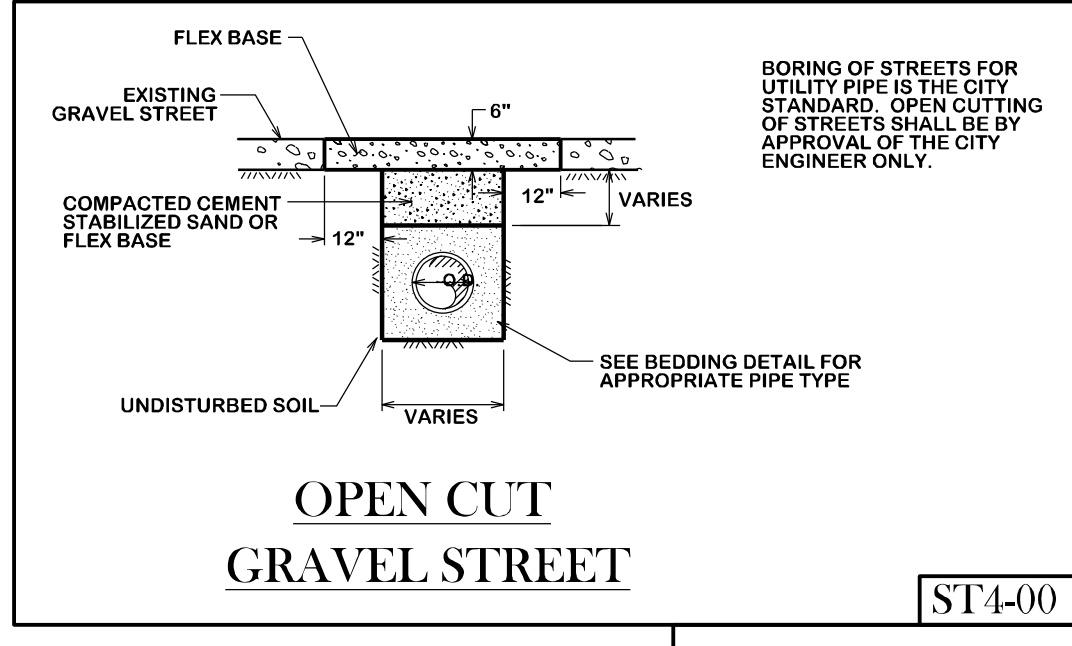 FLEX BASE
EXISTING
GRAVEL STREET
6"
BORING OF STREETS FOR
UTILITY PIPE IS THE CITY
STANDARD. OPEN CUTTING
OF STREETS SHALL BE BY
APPROVAL OF THE CITY
ENGINEER ONLY.
COMPACTED CEMENT
STABILIZED SAND OR
FLEX BASE
12"
12"
VARIES
SEE BEDDING DETAIL FOR
APPROPRIATE PIPE TYPE
UNDISTURBED SOIL
VARIES
OPEN CUT
GRAVEL STREET
ST4-00